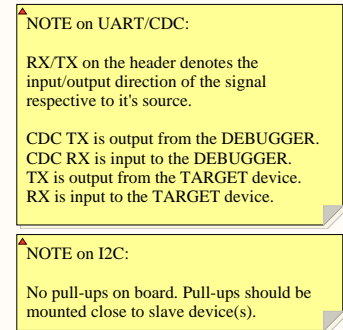 NOTE on UART/CDC:
RX/TX on the header denotes the
input/output direction of the signal
respective to it's source.
CDC TX is output from the DEBUGGER.
CDC RX is input to the DEBUGGER.
TX is output from the TARGET device.
RX is input to the TARGET device.
NOTE on I2C:
No pull-ups on board. Pull-ups should be
mounted close to slave device(s).